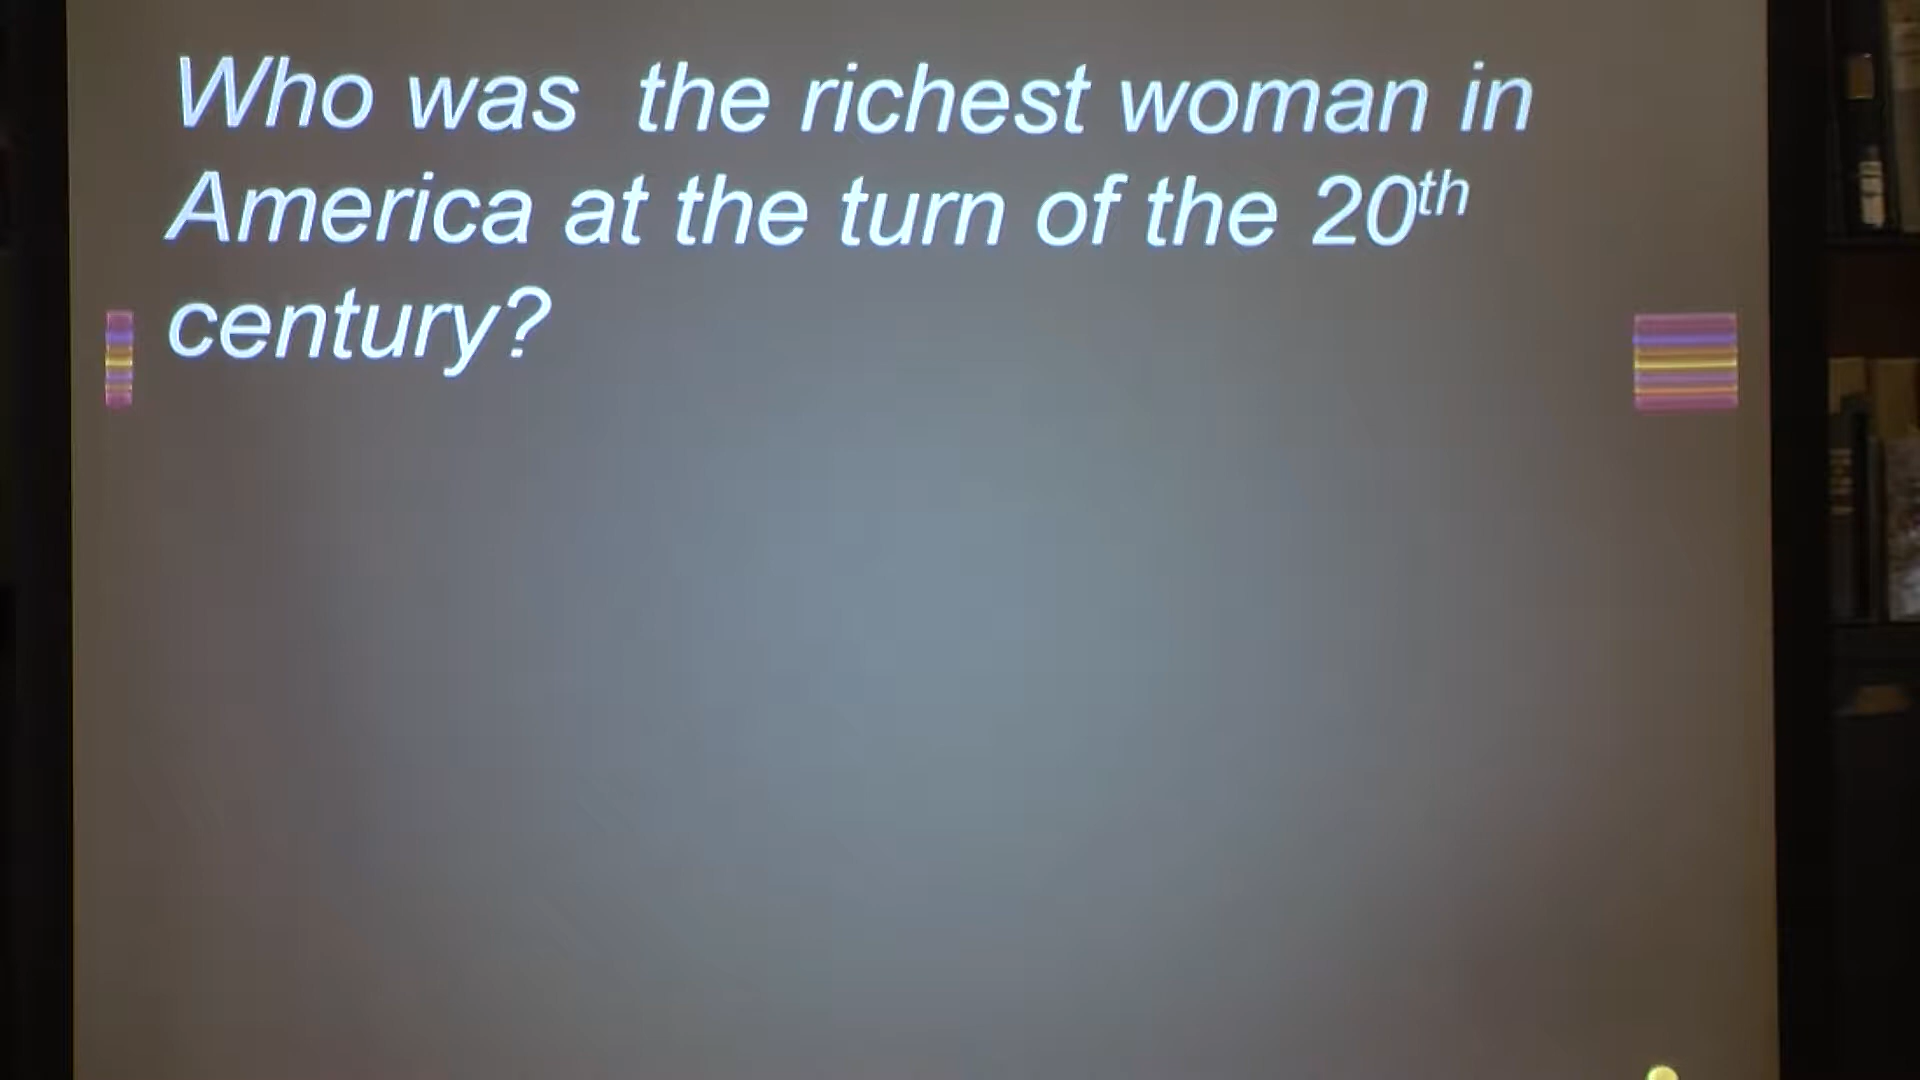 Who was the richest woman in
America at the turn of the 20th
century?